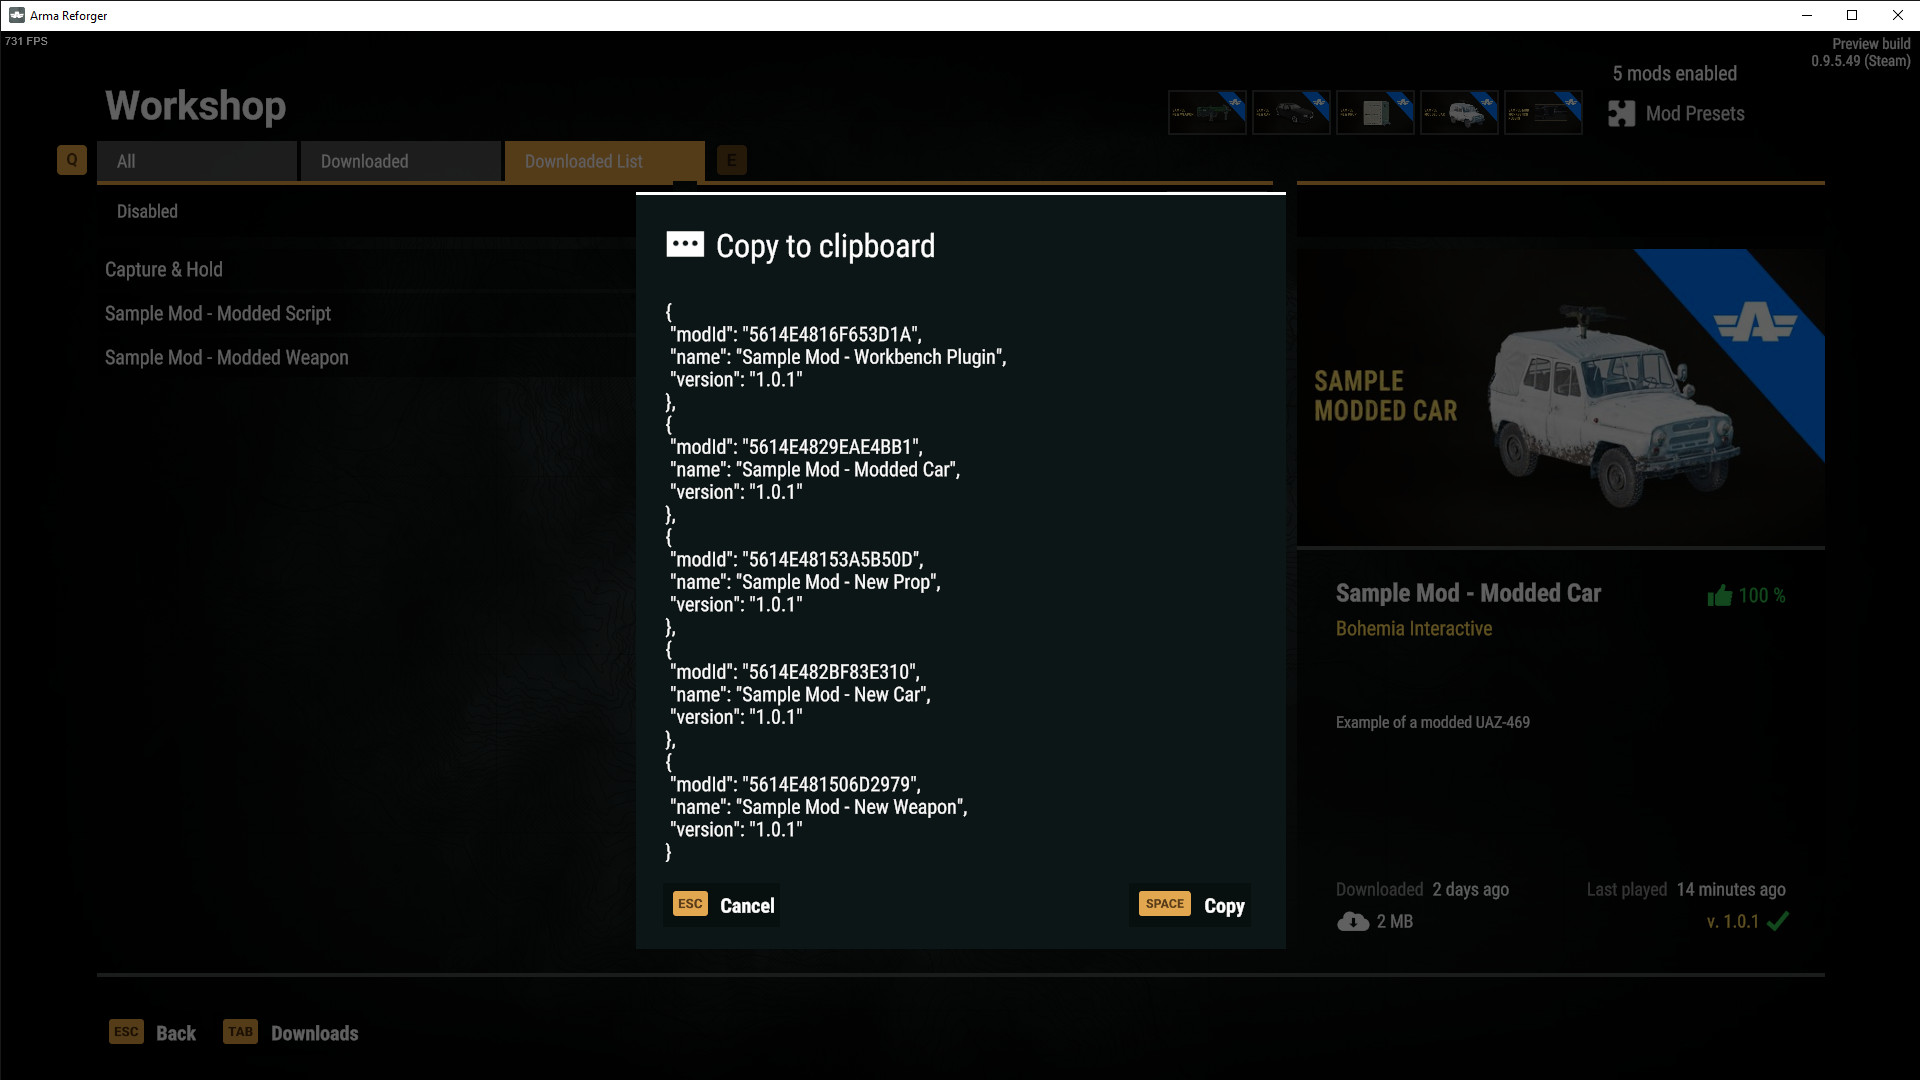 Arma Reforger
731 FPS
Preview build
0.9.5.49 (Steam)
5 mods enabled
Workshop
Mod Presets
Q
All
Downloaded
Downloaded List
E
Disabled
Capture & Hold
Sample Mod - Modded Script
Sample Mod - Modded Weapon
Copy to clipboard
{
"modId": "5614E4816F653D1A",
"name": "Sample Mod - Workbench Plugin",
"version": "1.0.1"
},
{
"modId": "5614E4829EAE4BB1",
"name": "Sample Mod - Modded Car",
"version": "1.0.1"
},
{
"modId": "5614E48153A5B50D",
"name": "Sample Mod - New Prop",
"version": "1.0.1"
},
{
"modId": "5614E482BF83E310",
"name": "Sample Mod - New Car",
"version": "1.0.1"
},
{
"modId": "5614E481506D2979",
"name": "Sample Mod - New Weapon",
"version": "1.0.1"
}
ESC Cancel
SPACE Copy
SAMPLE
MODDED CAR
Sample Mod - Modded Car
100 %
Bohemia Interactive
Example of a modded UAZ-469
Downloaded 2 days ago
Last played 14 minutes ago
2 MB
v. 1.0.1
ESC Back
TAB Downloads